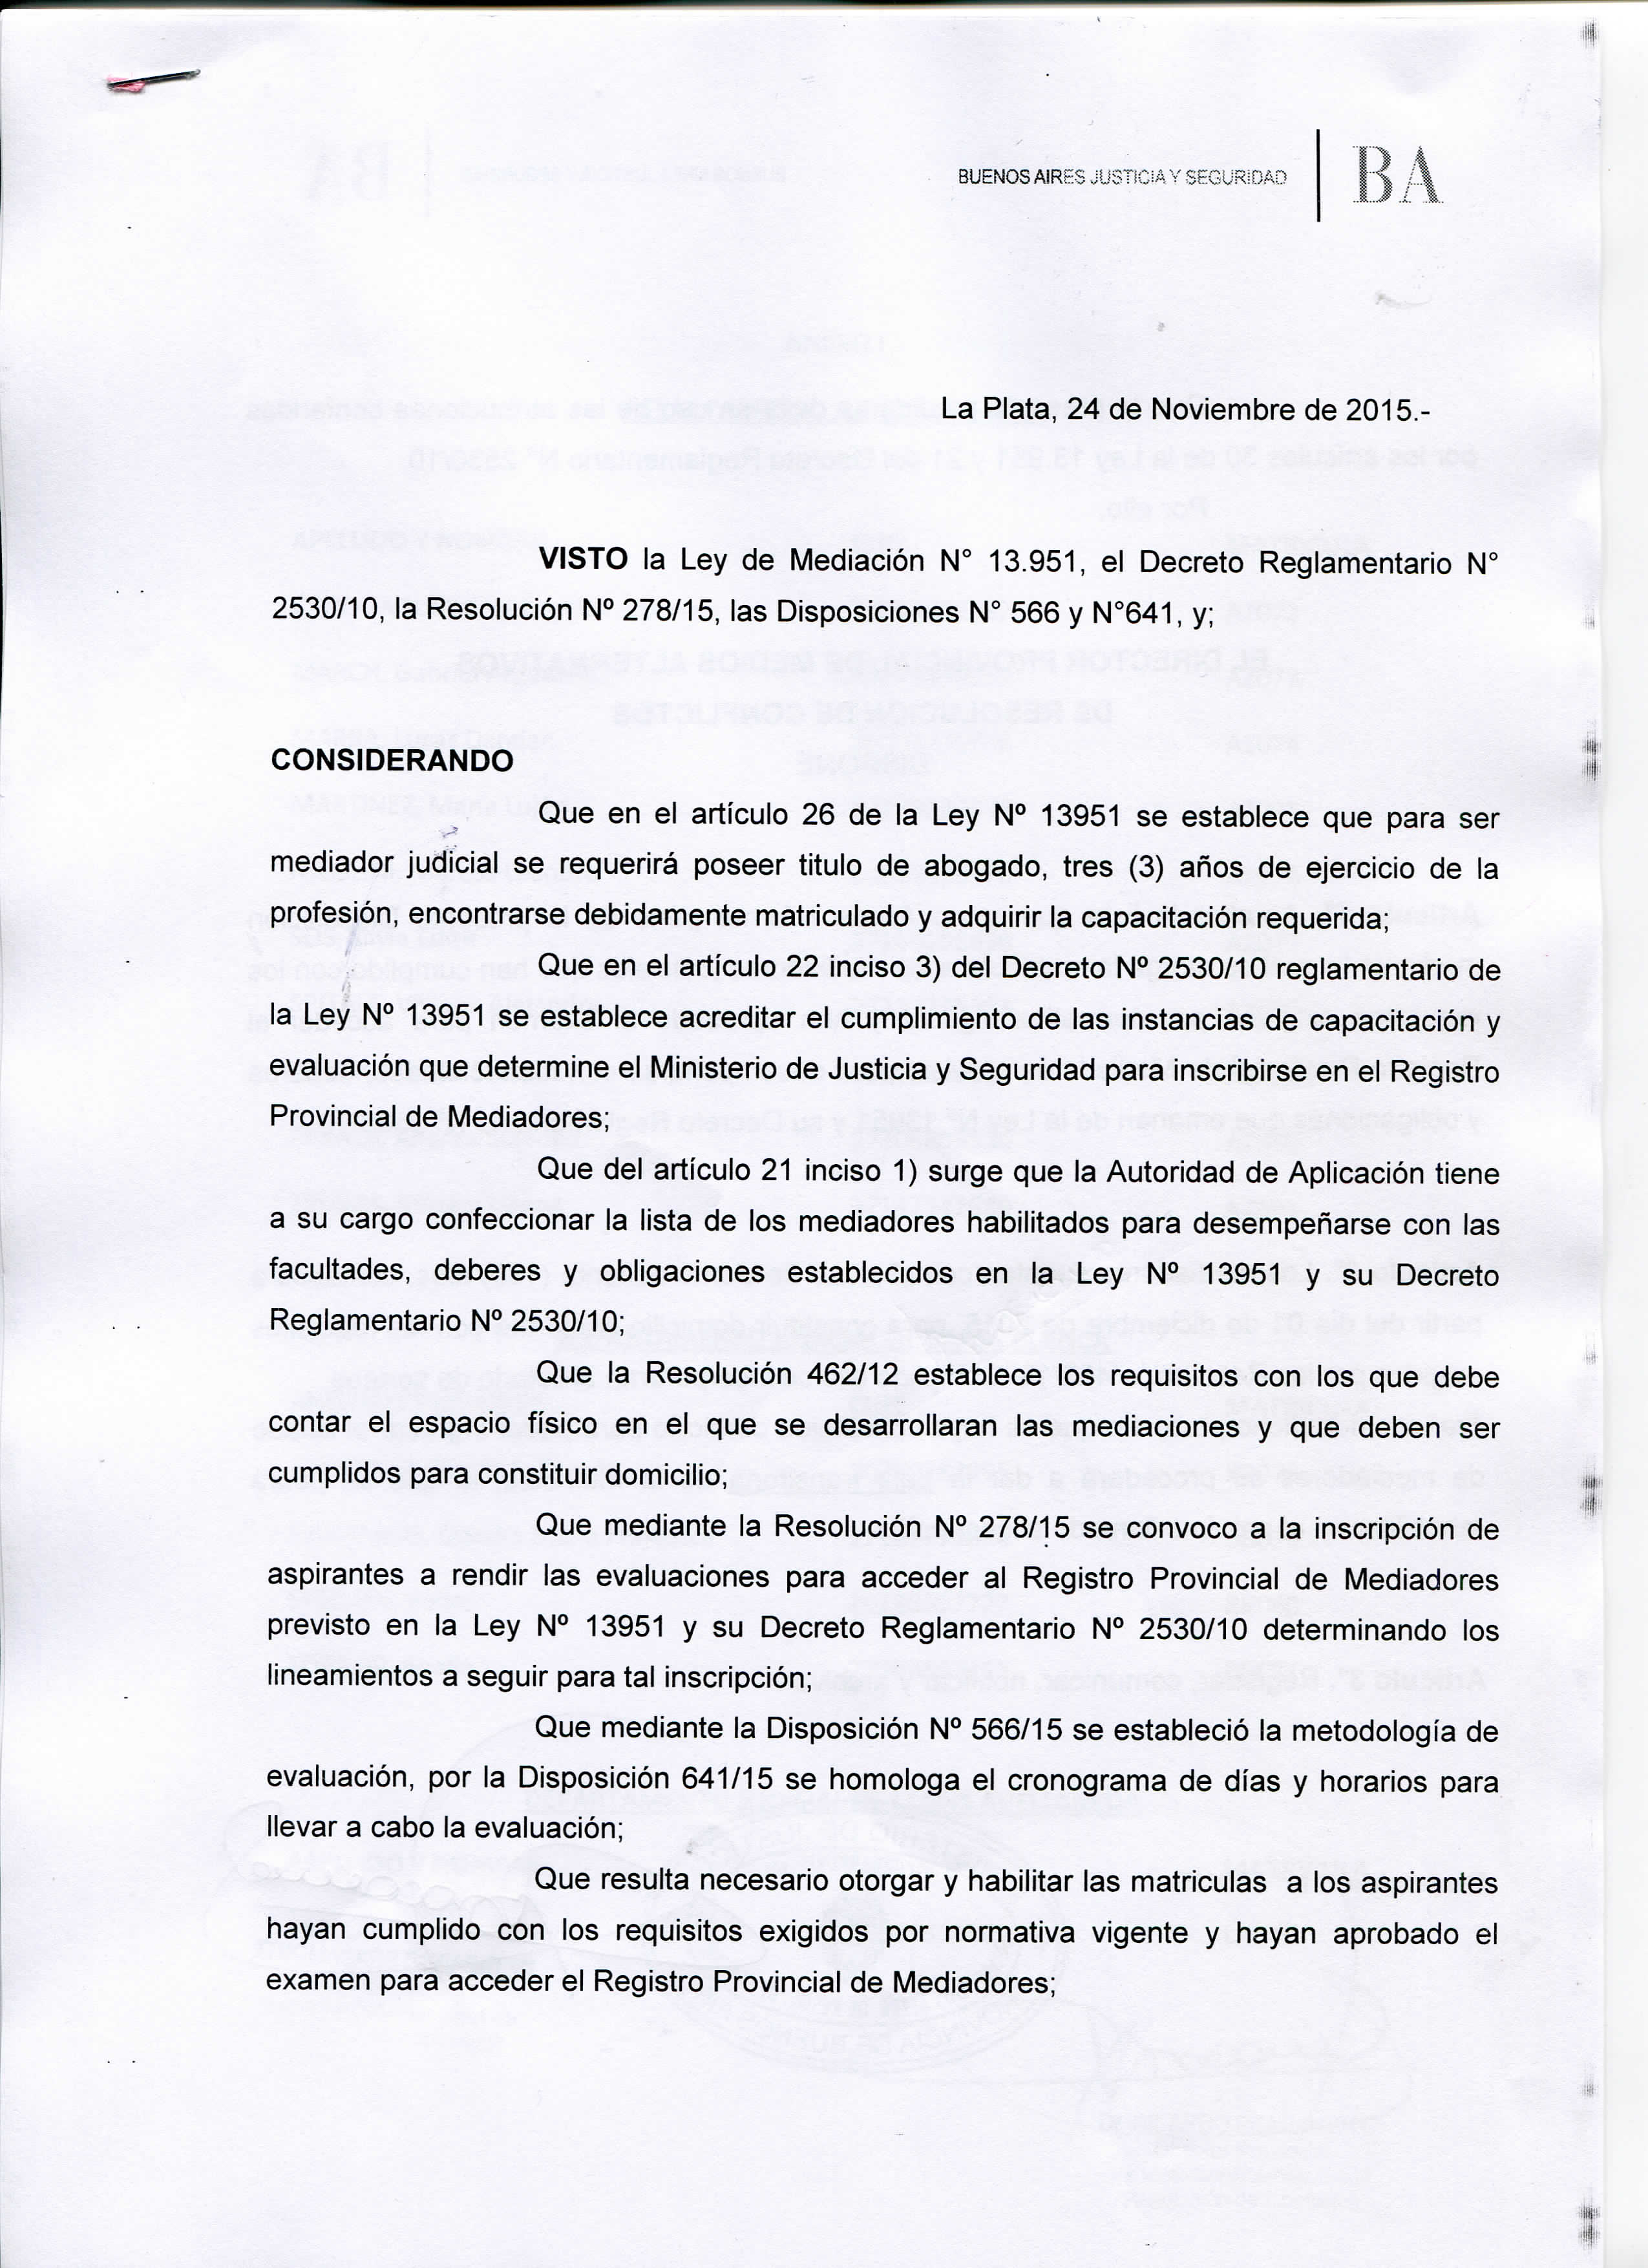 BUENOS AIRES JUSTICIA Y SEGURIDAD
BA
La Plata, 24 de Noviembre de 2015.-
VISTO la Ley de Mediación N° 13.951, el Decreto Reglamentario N°
2530/10, la Resolución Nº 278/15, las Disposiciones N° 566 y N°641, y;
CONSIDERANDO
Que en el artículo 26 de la Ley Nº 13951 se establece que para ser
mediador judicial se requerirá poseer titulo de abogado, tres (3) años de ejercicio de la
profesión, encontrarse debidamente matriculado y adquirir la capacitación requerida;
Que en el artículo 22 inciso 3) del Decreto Nº 2530/10 reglamentario de
la Ley Nº 13951 se establece acreditar el cumplimiento de las instancias de capacitación y
evaluación que determine el Ministerio de Justicia y Seguridad para inscribirse en el Registro
Provincial de Mediadores;
Que del artículo 21 inciso 1) surge que la Autoridad de Aplicación tiene
a su cargo confeccionar la lista de los mediadores habilitados para desempeñarse con las
facultades, deberes y obligaciones establecidos en la Ley Nº 13951 y su Decreto
Reglamentario Nº 2530/10;
Que la Resolución 462/12 establece los requisitos con los que debe
contar el espacio físico en el que se desarrollaran las mediaciones y que deben ser
cumplidos para constituir domicilio;
Que mediante la Resolución Nº 278/15 se convoco a la inscripción de
aspirantes a rendir las evaluaciones para acceder al Registro Provincial de Mediadores
previsto en la Ley Nº 13951 y su Decreto Reglamentario Nº 2530/10 determinando los
lineamientos a seguir para tal inscripción;
Que mediante la Disposición Nº 566/15 se estableció la metodología de
evaluación, por la Disposición 641/15 se homologa el cronograma de días y horarios para
llevar a cabo la evaluación;
Que resulta necesario otorgar y habilitar las matriculas a los aspirantes
hayan cumplido con los requisitos exigidos por normativa vigente y hayan aprobado el
examen para acceder el Registro Provincial de Mediadores;